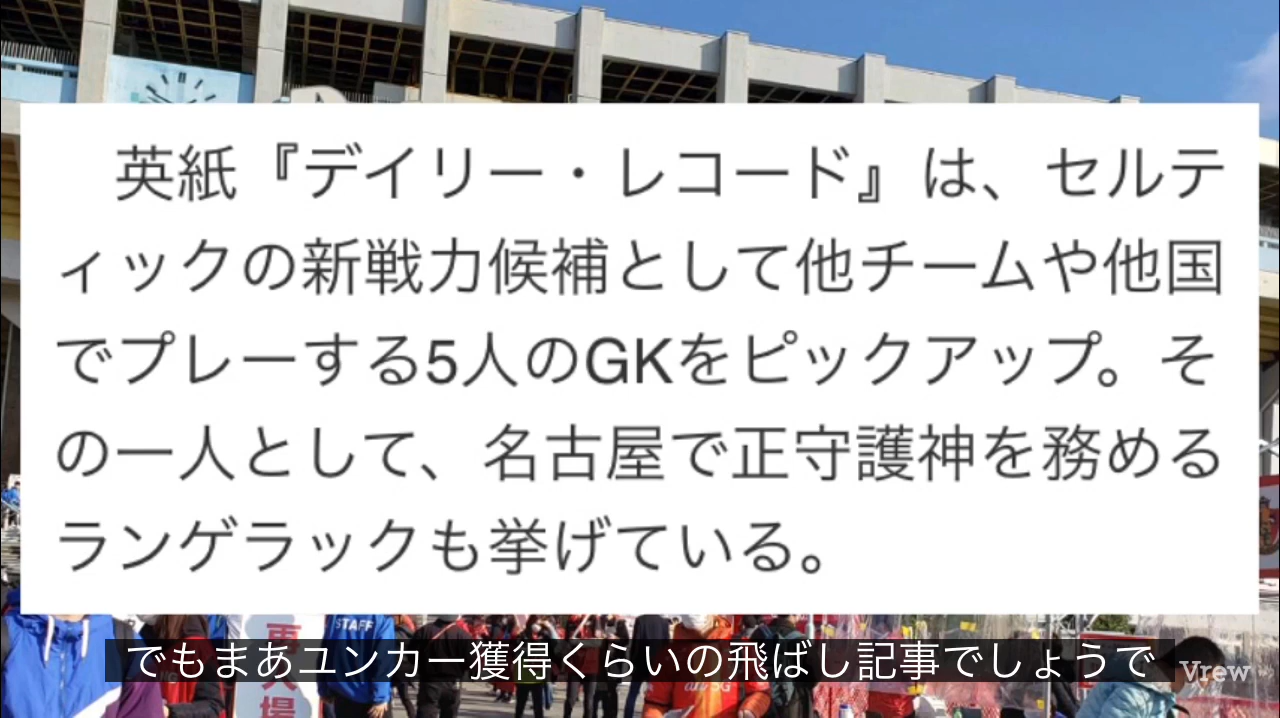 英紙『デイリー・レコード』は、セルテ
ィックの新戦力候補として他チームや他国
でプレーする5人のGKをピックアップ。そ
の一人として、名古屋で正守護神を務める
ランゲラックも挙げている。
STAFF
再入場
でもまあユンカー獲得くらいの飛ばし記事でしょうで
Vrew